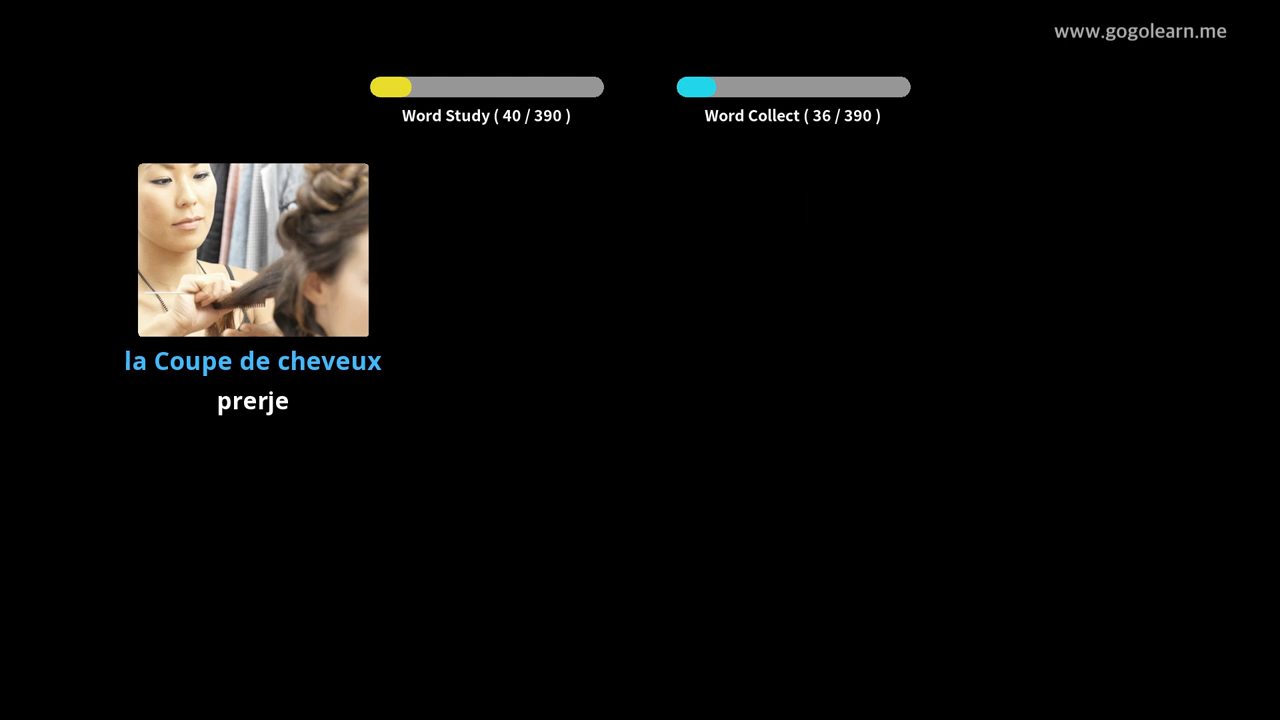 www.gogolearn.me
Word Study ( 40 / 390 )
Word Collect ( 36 / 390 )
la Coupe de cheveux
prerje